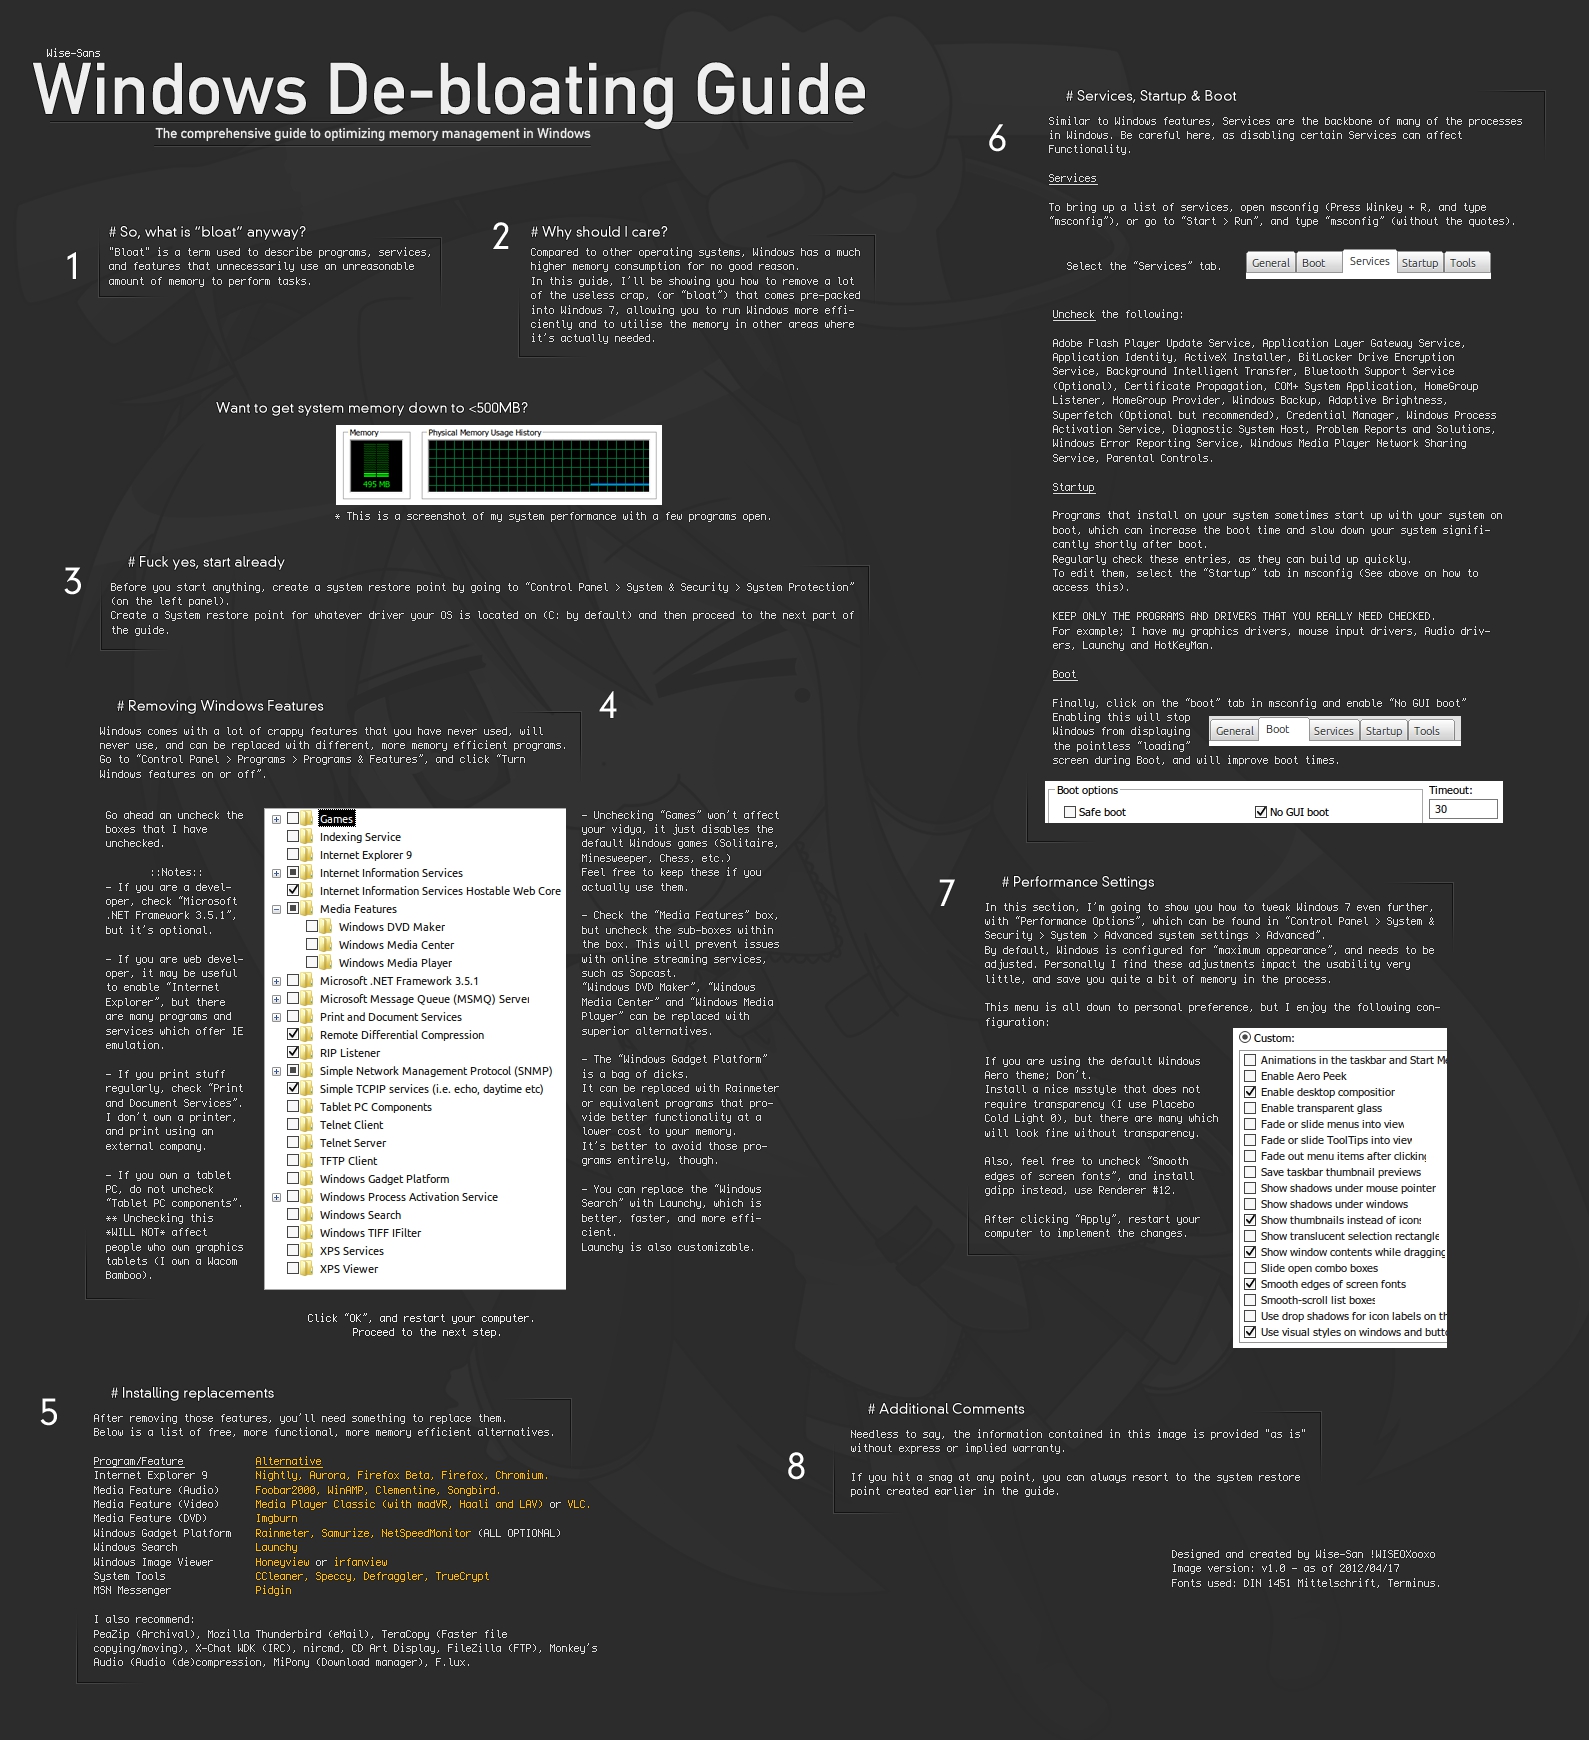 Wise-Sans
Windows De-bloating Guide
The comprehensive guide to optimizing memory management in Windows
1
# So, what is “bloat” anyway?
"Bloat" is a term used to describe programs, services,
and features that unnecessarily use an unreasonable
amount of memory to perform tasks.
2
# Why should I care?
Compared to other operating systems, Windows has a much
higher memory consumption for no good reason.
In this guide, I’ll be showing you how to remove a lot
of the useless crap, (or “bloat”) that comes pre-packed
into Windows 7, allowing you to run Windows more effi-
ciently and to utilise the memory in other areas where
it’s actually needed.
Want to get system memory down to <500MB?
Memory
Physical Memory Usage History
495 MB
* This is a screenshot of my system performance with a few programs open.
3
# Fuck yes, start already
Before you start anything, create a system restore point by going to “Control Panel > System & Security > System Protection”
(on the left panel).
Create a System restore point for whatever driver your OS is located on (C: by default) and then proceed to the next part of
the guide.
4
# Removing Windows Features
Windows comes with a lot of crappy features that you have never used, will
never use, and can be replaced with different, more memory efficient programs.
Go to “Control Panel > Programs > Programs & Features”, and click “Turn
Windows features on or off”.
Go ahead an uncheck the
boxes that I have
unchecked.
::Notes::
- If you are a devel-
oper, check “Microsoft
.NET Framework 3.5.1”,
but it’s optional.
- If you are web devel-
oper, it may be useful
to enable “Internet
Explorer”, but there
are many programs and
services which offer IE
emulation.
- If you print stuff
regularly, check “Print
and Document Services”.
I don’t own a printer,
and print using an
external company.
- If you own a tablet
PC, do not uncheck
“Tablet PC components”.
** Unchecking this
*WILL NOT* affect
people who own graphics
tablets (I own a Wacom
Bamboo).
Games
Indexing Service
Internet Explorer 9
Internet Information Services
Internet Information Services Hostable Web Core
Media Features
Windows DVD Maker
Windows Media Center
Windows Media Player
Microsoft .NET Framework 3.5.1
Microsoft Message Queue (MSMQ) Server
Print and Document Services
Remote Differential Compression
RIP Listener
Simple Network Management Protocol (SNMP)
Simple TCPIP services (i.e. echo, daytime etc)
Tablet PC Components
Telnet Client
Telnet Server
TFTP Client
Windows Gadget Platform
Windows Process Activation Service
Windows Search
Windows TIFF IFilter
XPS Services
XPS Viewer
- Unchecking “Games” won’t affect
your vidya, it just disables the
default Windows games (Solitaire,
Minesweeper, Chess, etc.)
Feel free to keep these if you
actually use them.
- Check the “Media Features” box,
but uncheck the sub-boxes within
the box. This will prevent issues
with online streaming services,
such as Sopcast.
“Windows DVD Maker”, “Windows
Media Center” and “Windows Media
Player” can be replaced with
superior alternatives.
- The “Windows Gadget Platform”
is a bag of dicks.
It can be replaced with Rainmeter
or equivalent programs that pro-
vide better functionality at a
lower cost to your memory.
It’s better to avoid those pro-
grams entirely, though.
- You can replace the “Windows
Search” with Launchy, which is
better, faster, and more effi-
cient.
Launchy is also customizable.
Click “OK”, and restart your computer.
Proceed to the next step.
5
# Installing replacements
After removing those features, you’ll need something to replace them.
Below is a list of free, more functional, more memory efficient alternatives.
Program/Feature Alternative
Internet Explorer 9 Nightly, Aurora, Firefox Beta, Firefox, Chromium.
Media Feature (Audio) Foobar2000, WinAMP, Clementine, Songbird.
Media Feature (Video) Media Player Classic (with madVR, Haali and LAV) or VLC.
Media Feature (DVD) Imgburn
Windows Gadget Platform Rainmeter, Samurize, NetSpeedMonitor (ALL OPTIONAL)
Windows Search Launchy
Windows Image Viewer Honeyview or irfanview
System Tools CCleaner, Speccy, Defraggler, TrueCrypt
MSN Messenger Pidgin
I also recommend:
PeaZip (Archival), Mozilla Thunderbird (eMail), TeraCopy (Faster file
copying/moving), X-Chat WDK (IRC), nircmd, CD Art Display, FileZilla (FTP), Monkey’s
Audio (Audio (de)compression, MiPony (Download manager), F.lux.
6
# Services, Startup & Boot
Similar to Windows features, Services are the backbone of many of the processes
in Windows. Be careful here, as disabling certain Services can affect
Functionality.
Services
To bring up a list of services, open msconfig (Press Winkey + R, and type
“msconfig”), or go to “Start > Run”, and type “msconfig” (without the quotes).
Select the “Services” tab.
General Boot Services Startup Tools
Uncheck the following:
Adobe Flash Player Update Service, Application Layer Gateway Service,
Application Identity, ActiveX Installer, BitLocker Drive Encryption
Service, Background Intelligent Transfer, Bluetooth Support Service
(Optional), Certificate Propagation, COM+ System Application, HomeGroup
Listener, HomeGroup Provider, Windows Backup, Adaptive Brightness,
Superfetch (Optional but recommended), Credential Manager, Windows Process
Activation Service, Diagnostic System Host, Problem Reports and Solutions,
Windows Error Reporting Service, Windows Media Player Network Sharing
Service, Parental Controls.
Startup
Programs that install on your system sometimes start up with your system on
boot, which can increase the boot time and slow down your system signifi-
cantly shortly after boot.
Regularly check these entries, as they can build up quickly.
To edit them, select the “Startup” tab in msconfig (See above on how to
access this).
KEEP ONLY THE PROGRAMS AND DRIVERS THAT YOU REALLY NEED CHECKED.
For example; I have my graphics drivers, mouse input drivers, Audio driv-
ers, Launchy and HotKeyMan.
Boot
Finally, click on the “boot” tab in msconfig and enable “No GUI boot”
Enabling this will stop
Windows from displaying
the pointless “loading”
screen during Boot, and will improve boot times.
General Boot Services Startup Tools
Boot options
Timeout:
Safe boot
No GUI boot
30
7
# Performance Settings
In this section, I’m going to show you how to tweak Windows 7 even further,
with “Performance Options”, which can be found in “Control Panel > System &
Security > System > Advanced system settings > Advanced”.
By default, Windows is configured for “maximum appearance”, and needs to be
adjusted. Personally I find these adjustments impact the usability very
little, and save you quite a bit of memory in the process.
This menu is all down to personal preference, but I enjoy the following con-
figuration:
If you are using the default Windows
Aero theme; Don’t.
Install a nice msstyle that does not
require transparency (I use Placebo
Cold Light 0), but there are many which
will look fine without transparency.
Also, feel free to uncheck “Smooth
edges of screen fonts”, and install
gdipp instead, use Renderer #12.
After clicking “Apply”, restart your
computer to implement the changes.
Custom:
Animations in the taskbar and Start Me
Enable Aero Peek
Enable desktop composition
Enable transparent glass
Fade or slide menus into view
Fade or slide ToolTips into view
Fade out menu items after clicking
Save taskbar thumbnail previews
Show shadows under mouse pointer
Show shadows under windows
Show thumbnails instead of icons
Show translucent selection rectangle
Show window contents while dragging
Slide open combo boxes
Smooth edges of screen fonts
Smooth-scroll list boxes
Use drop shadows for icon labels on th
Use visual styles on windows and butto
8
# Additional Comments
Needless to say, the information contained in this image is provided "as is"
without express or implied warranty.
If you hit a snag at any point, you can always resort to the system restore
point created earlier in the guide.
Designed and created by Wise-San !WISEOXooxo
Image version: v1.0 - as of 2012/04/17
Fonts used: DIN 1451 Mittelschrift, Terminus.